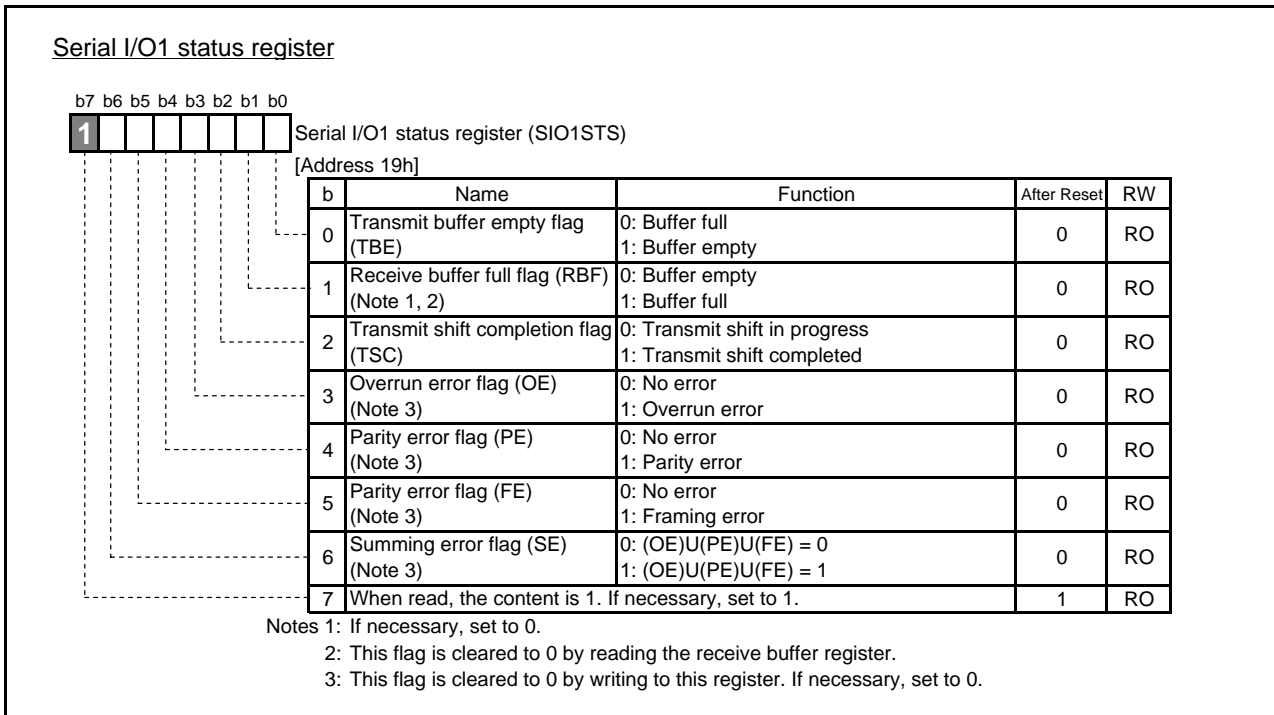 Serial I/O1 status register
b7 b6 b5 b4 b3 b2 b1 b0
1 Serial I/O1 status register (SIO1STS)
[Address 19h]
b Name Function After Reset RW
0 Transmit buffer empty flag (TBE) 0: Buffer full 0 RO
1: Buffer empty
1 Receive buffer full flag (RBF) (Note 1, 2) 0: Buffer empty 0 RO
1: Buffer full
2 Transmit shift completion flag (TSC) 0: Transmit shift in progress 0 RO
1: Transmit shift completed
3 Overrun error flag (OE) (Note 3) 0: No error 0 RO
1: Overrun error
4 Parity error flag (PE) (Note 3) 0: No error 0 RO
1: Parity error
5 Parity error flag (FE) (Note 3) 0: No error 0 RO
1: Framing error
6 Summing error flag (SE) (Note 3) 0: (OE)U(PE)U(FE) = 0 0 RO
1: (OE)U(PE)U(FE) = 1
7 When read, the content is 1. If necessary, set to 1. 1 RO
Notes 1: If necessary, set to 0.
2: This flag is cleared to 0 by reading the receive buffer register.
3: This flag is cleared to 0 by writing to this register. If necessary, set to 0.